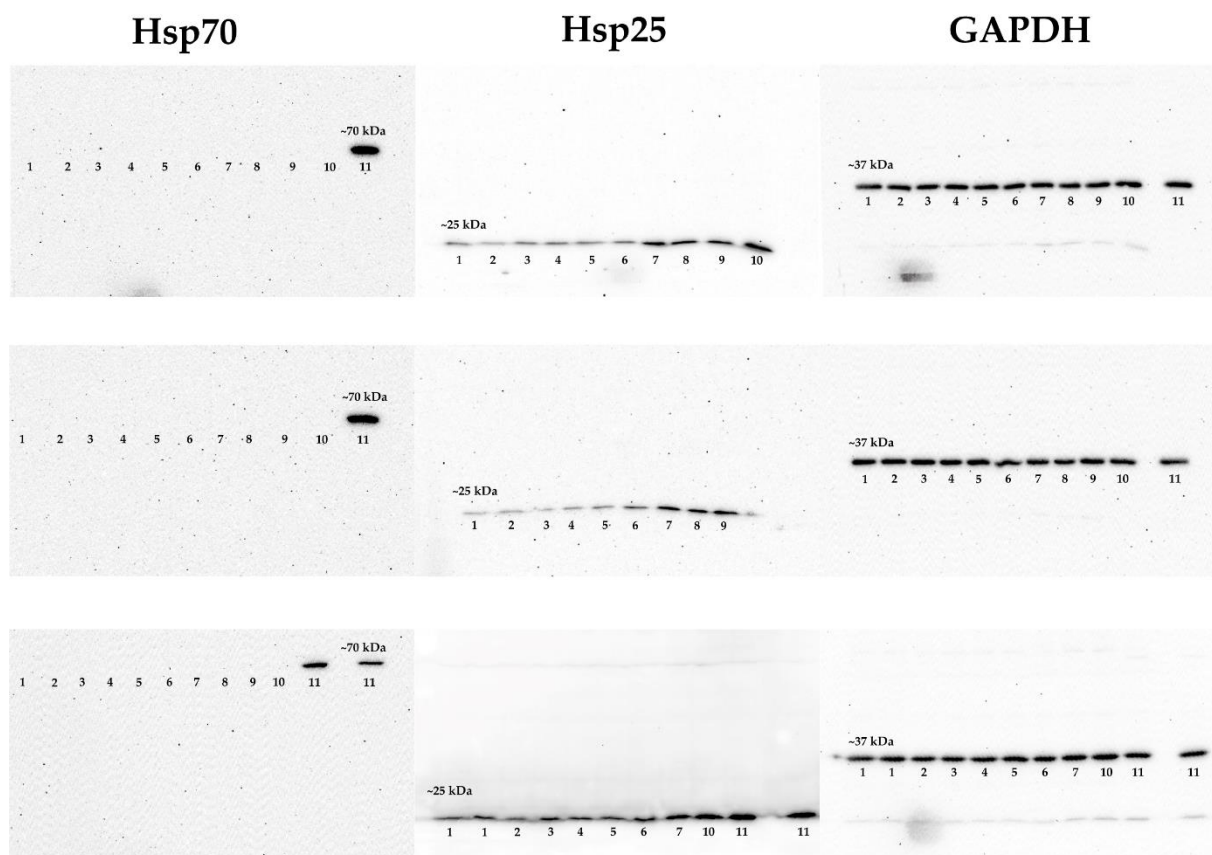 Hsp70 Hsp25 GAPDH
~70 kDa
1 2 3 4 5 6 7 8 9 10 11
~25 kDa
1 2 3 4 5 6 7 8 9 10
~37 kDa
1 2 3 4 5 6 7 8 9 10 11
~70 kDa
1 2 3 4 5 6 7 8 9 10 11
~25 kDa
1 2 3 4 5 6 7 8 9
~37 kDa
1 2 3 4 5 6 7 8 9 10 11
~70 kDa
1 2 3 4 5 6 7 8 9 10 11 11
~25 kDa
1 1 2 3 4 5 6 7 10 11 11
~37 kDa
1 1 2 3 4 5 6 7 10 11 11